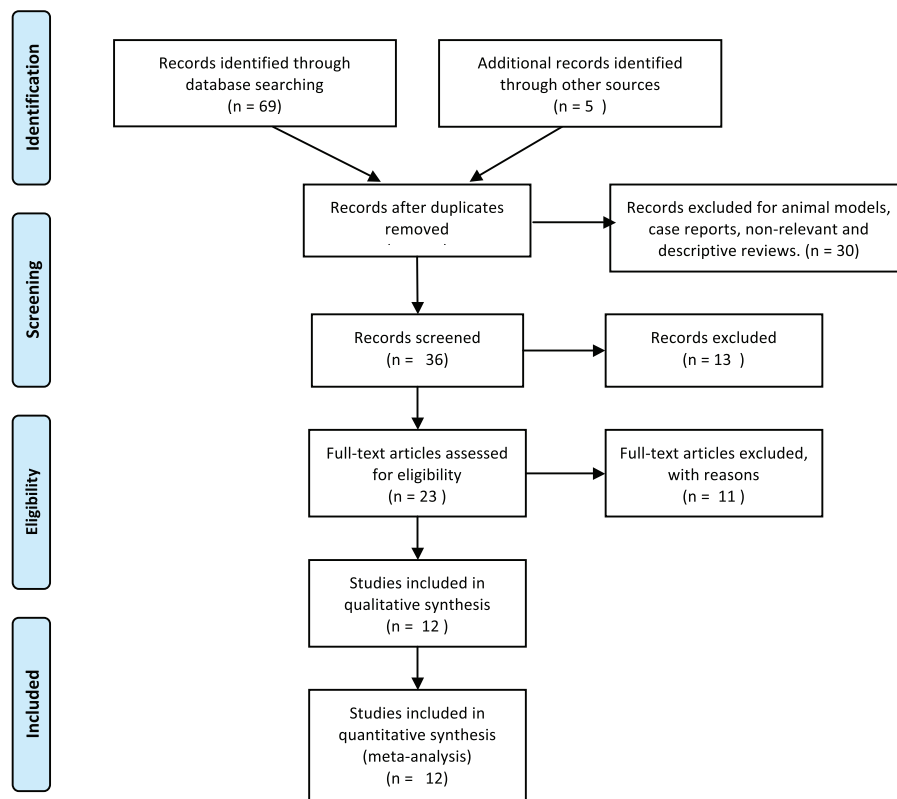 Identification
Records identified through
database searching
(n = 69)
Additional records identified
through other sources
(n = 5  )
Records after duplicates
removed
Records excluded for animal models,
case reports, non-relevant and
descriptive reviews. (n = 30)
Screening
Records screened
(n =   36)
Records excluded
(n = 13  )
Eligibility
Full-text articles assessed
for eligibility
(n = 23 )
Full-text articles excluded,
with reasons
(n =  11 )
Studies included in
qualitative synthesis
(n =  12 )
Included
Studies included in
quantitative synthesis
(meta-analysis)
(n =   12)